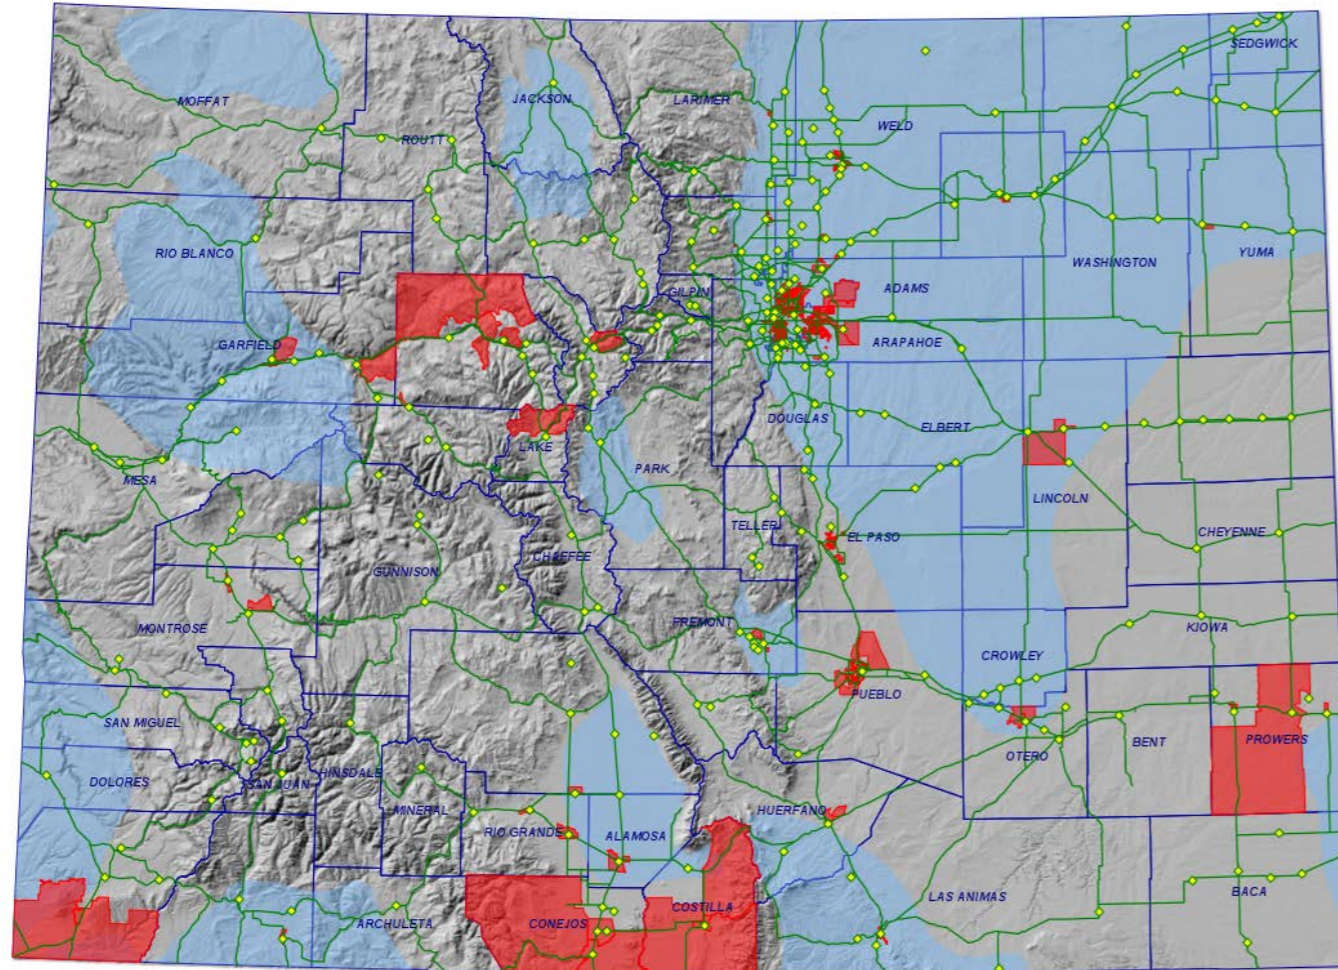 SEDGWICK
MOFFAT
JACKSON
LARIMER
WELD
ROUTT
RIO BLANCO
YUMA
WASHINGTON
GILPIN
ADAMS
GARFIELD
ARAPAHOE
DOUGLAS
ELBERT
LAKE
PARK
MESA
LINCOLN
TELLER
EL PASO
CHEYENNE
CHAFFEE
GUNNISON
FREMONT
MONTROSE
KIOWA
CROWLEY
PUEBLO
SAN MIGUEL
PROWERS
BENT
OTERO
HINSDALE
DOLORES
SAN JUAN
MINERAL
HUERFANO
RIO GRANDE
ALAMOSA
BACA
LAS ANIMAS
COSTILLA
ARCHULETA
CONEJOS